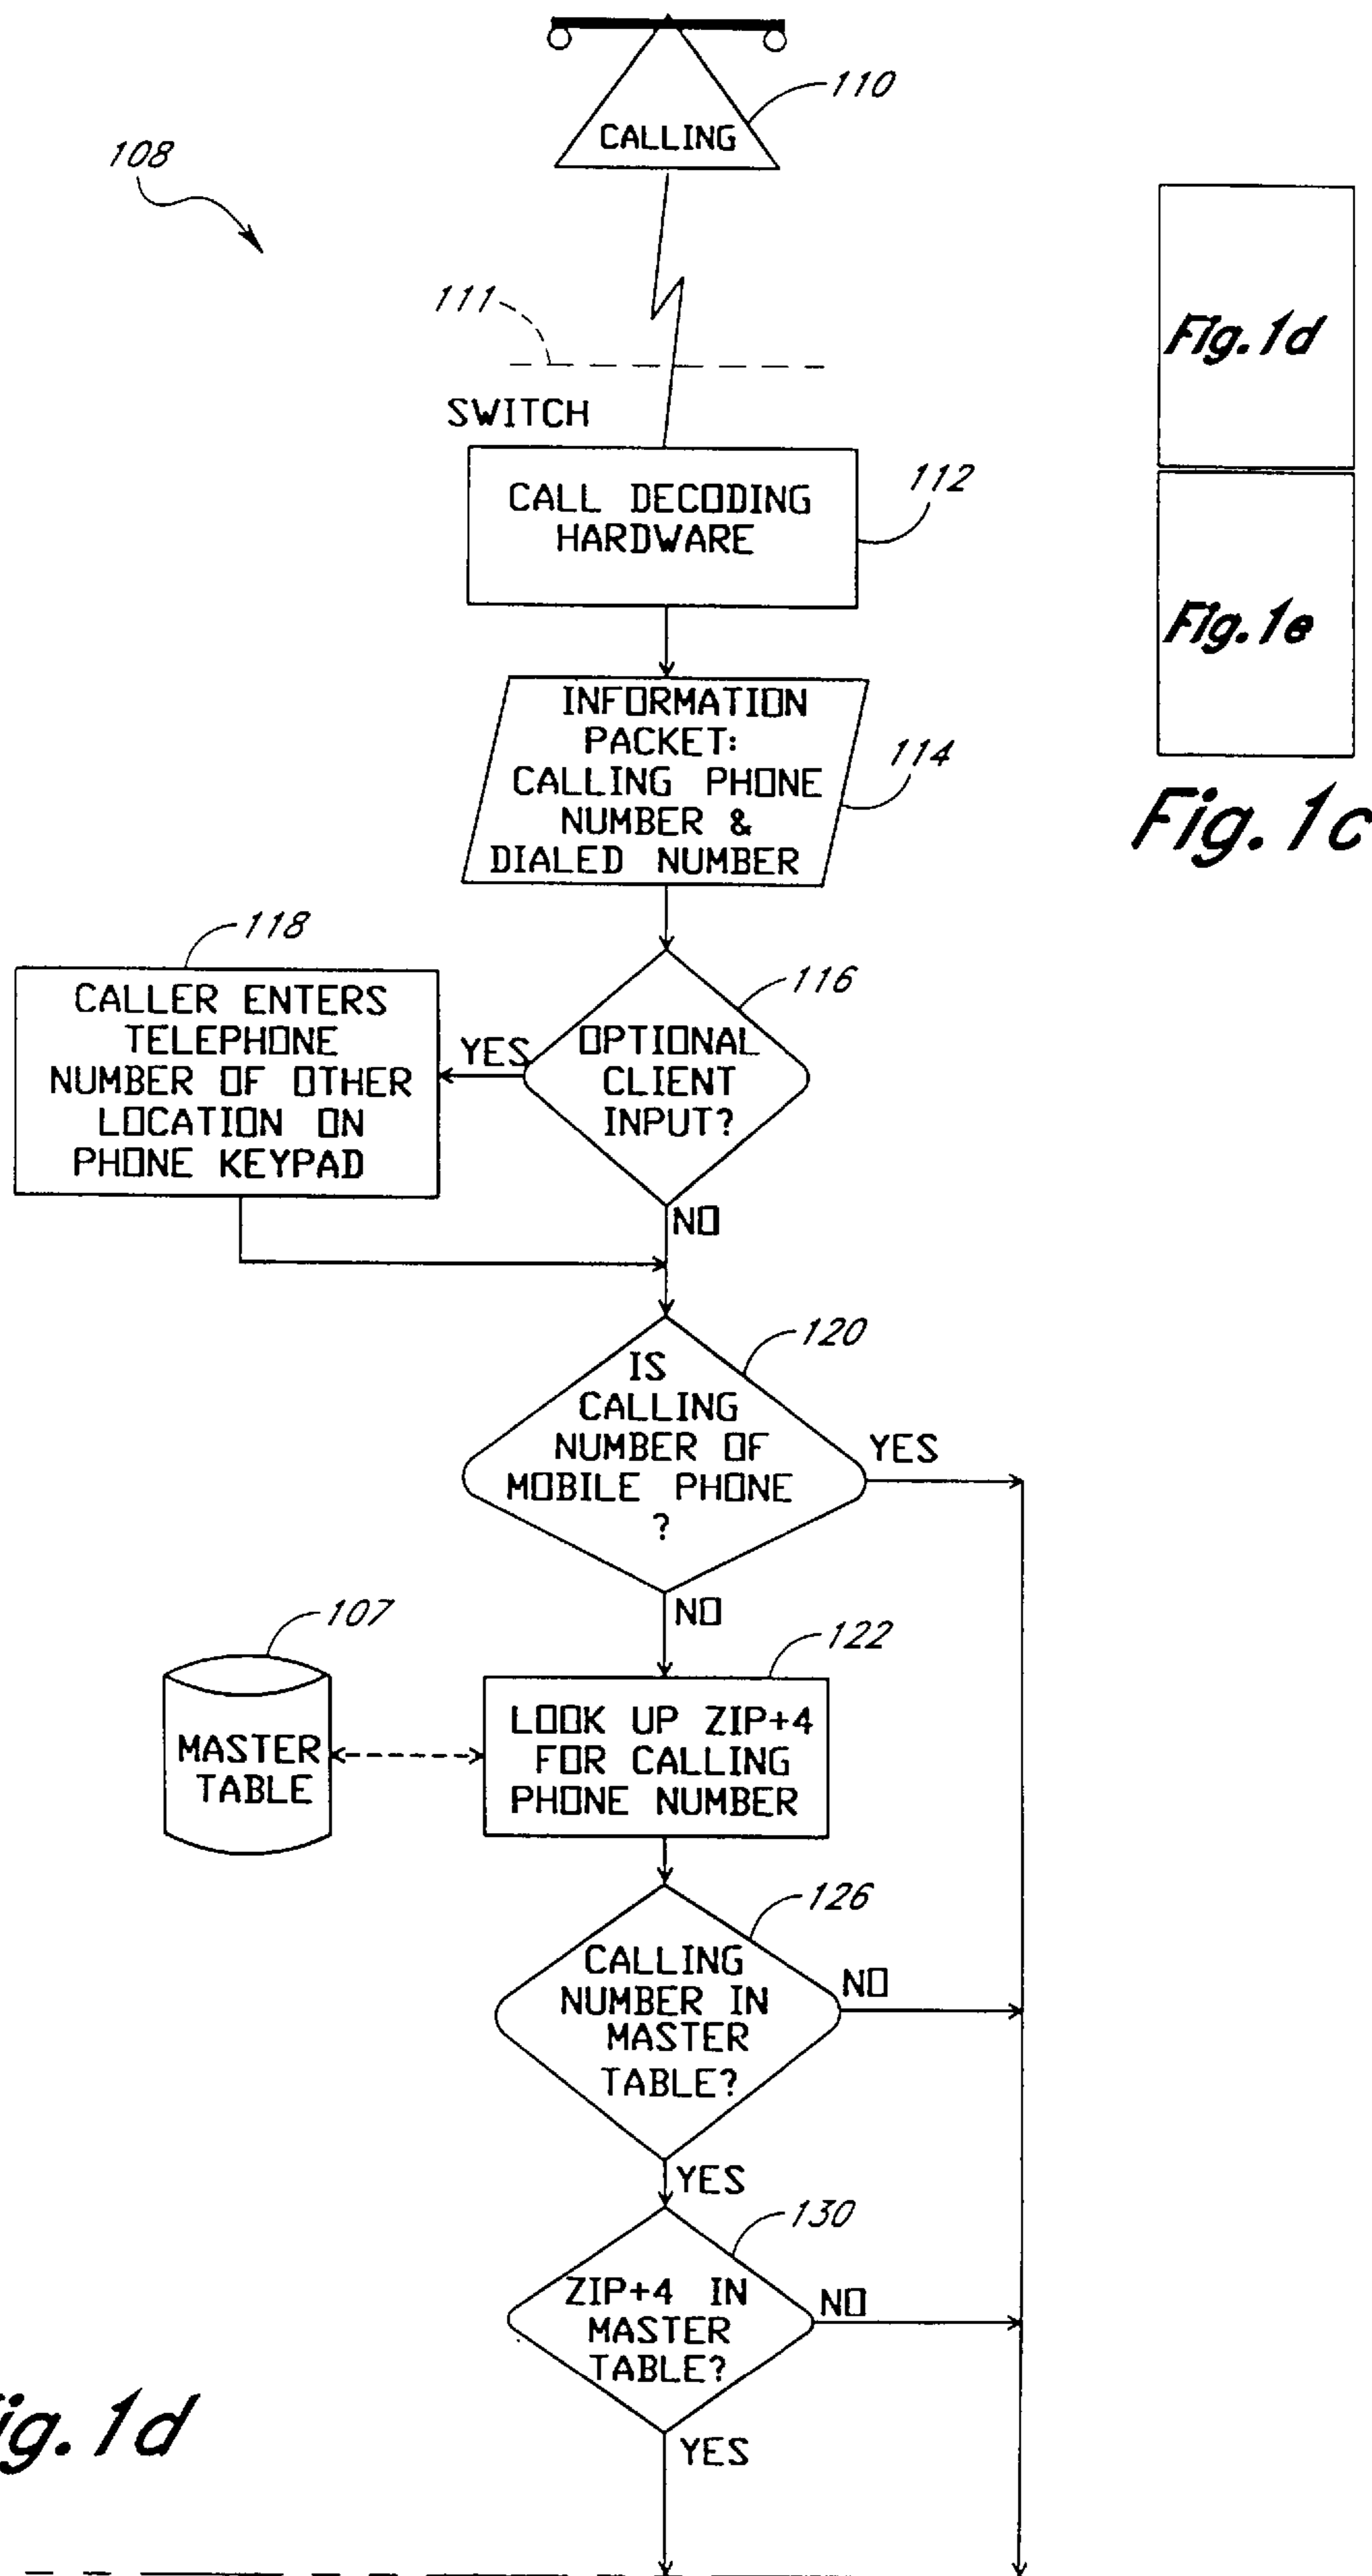 110
CALLING
108
111
SWITCH
CALL DECODING
HARDWARE
112
Fig. 1d
Fig. 1e
Fig. 1c
INFORMATION
PACKET:
CALLING PHONE
NUMBER &
DIALED NUMBER
114
118
CALLER ENTERS
TELEPHONE
NUMBER OF OTHER
LOCATION ON
PHONE KEYPAD
YES
116
OPTIONAL
CLIENT
INPUT?
NO
120
IS
CALLING
NUMBER OF
MOBILE PHONE
?
YES
NO
107
MASTER
TABLE
122
LOOK UP ZIP+4
FOR CALLING
PHONE NUMBER
126
CALLING
NUMBER IN
MASTER
TABLE?
NO
YES
130
ZIP+4 IN
MASTER
TABLE?
NO
YES
ig. 1d